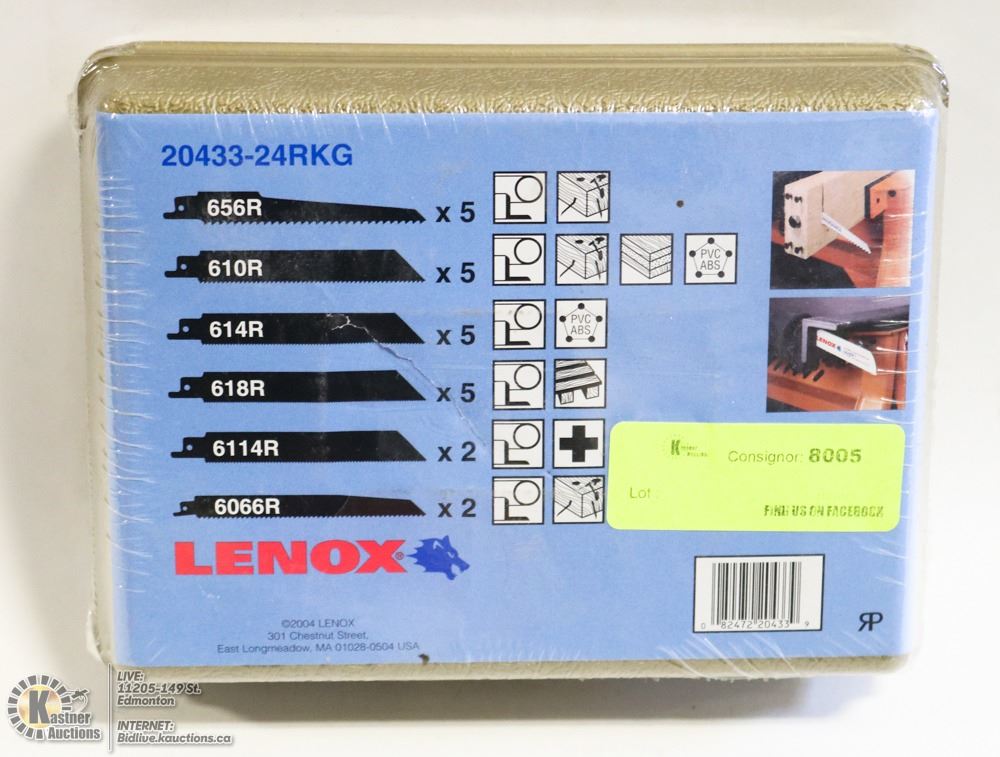 20433-24RKG
656R x 5
610R x 5 PVC ABS
614R x 5 PVC ABS
618R x 5
6114R x 2
6066R x 2
LENOX®
©2004 LENOX
301 Chestnut Street,
East Longmeadow, MA 01028-0504 USA
LENOX
Consignor: 8005
Lot:
FIND US ON FACEBOOK
0 82472 20433 9
RP
Kastner
Auctions
LIVE:
11205-149 St.
Edmonton
INTERNET:
Bidlive.kauctions.ca